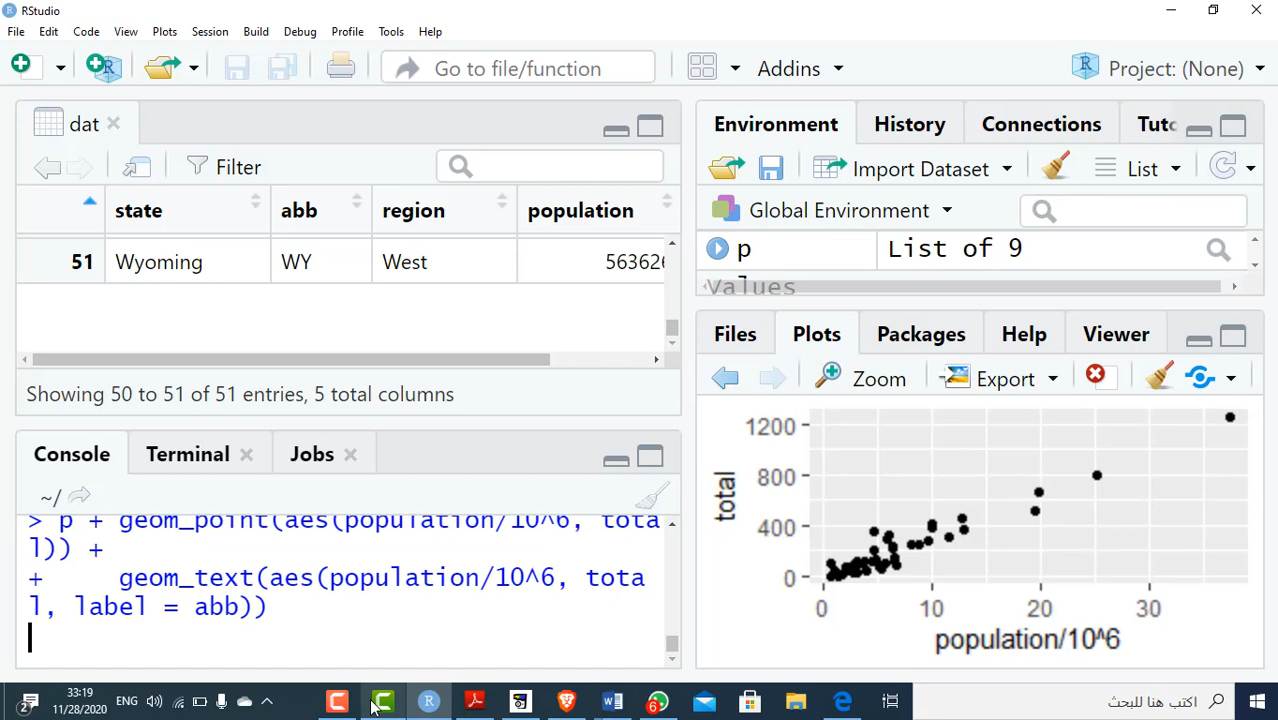 RStudio
File Edit Code View Plots Session Build Debug Profile Tools Help
Go to file/function
Addins
Project: (None)
dat
Filter
state abb region population
51 Wyoming WY West 563626
Showing 50 to 51 of 51 entries, 5 total columns
Console Terminal Jobs
~/
> p + geom_point(aes(population/10^6, tota
l)) +
+ geom_text(aes(population/10^6, tota
l, label = abb))
Environment History Connections Tuto
Import Dataset List
Global Environment
p List of 9
Values
Files Plots Packages Help Viewer
Zoom Export
1200
800
400
0
total
0 10 20 30
population/10^6
2
33:19
11/28/2020
ENG
6
اكتب هنا للبحث